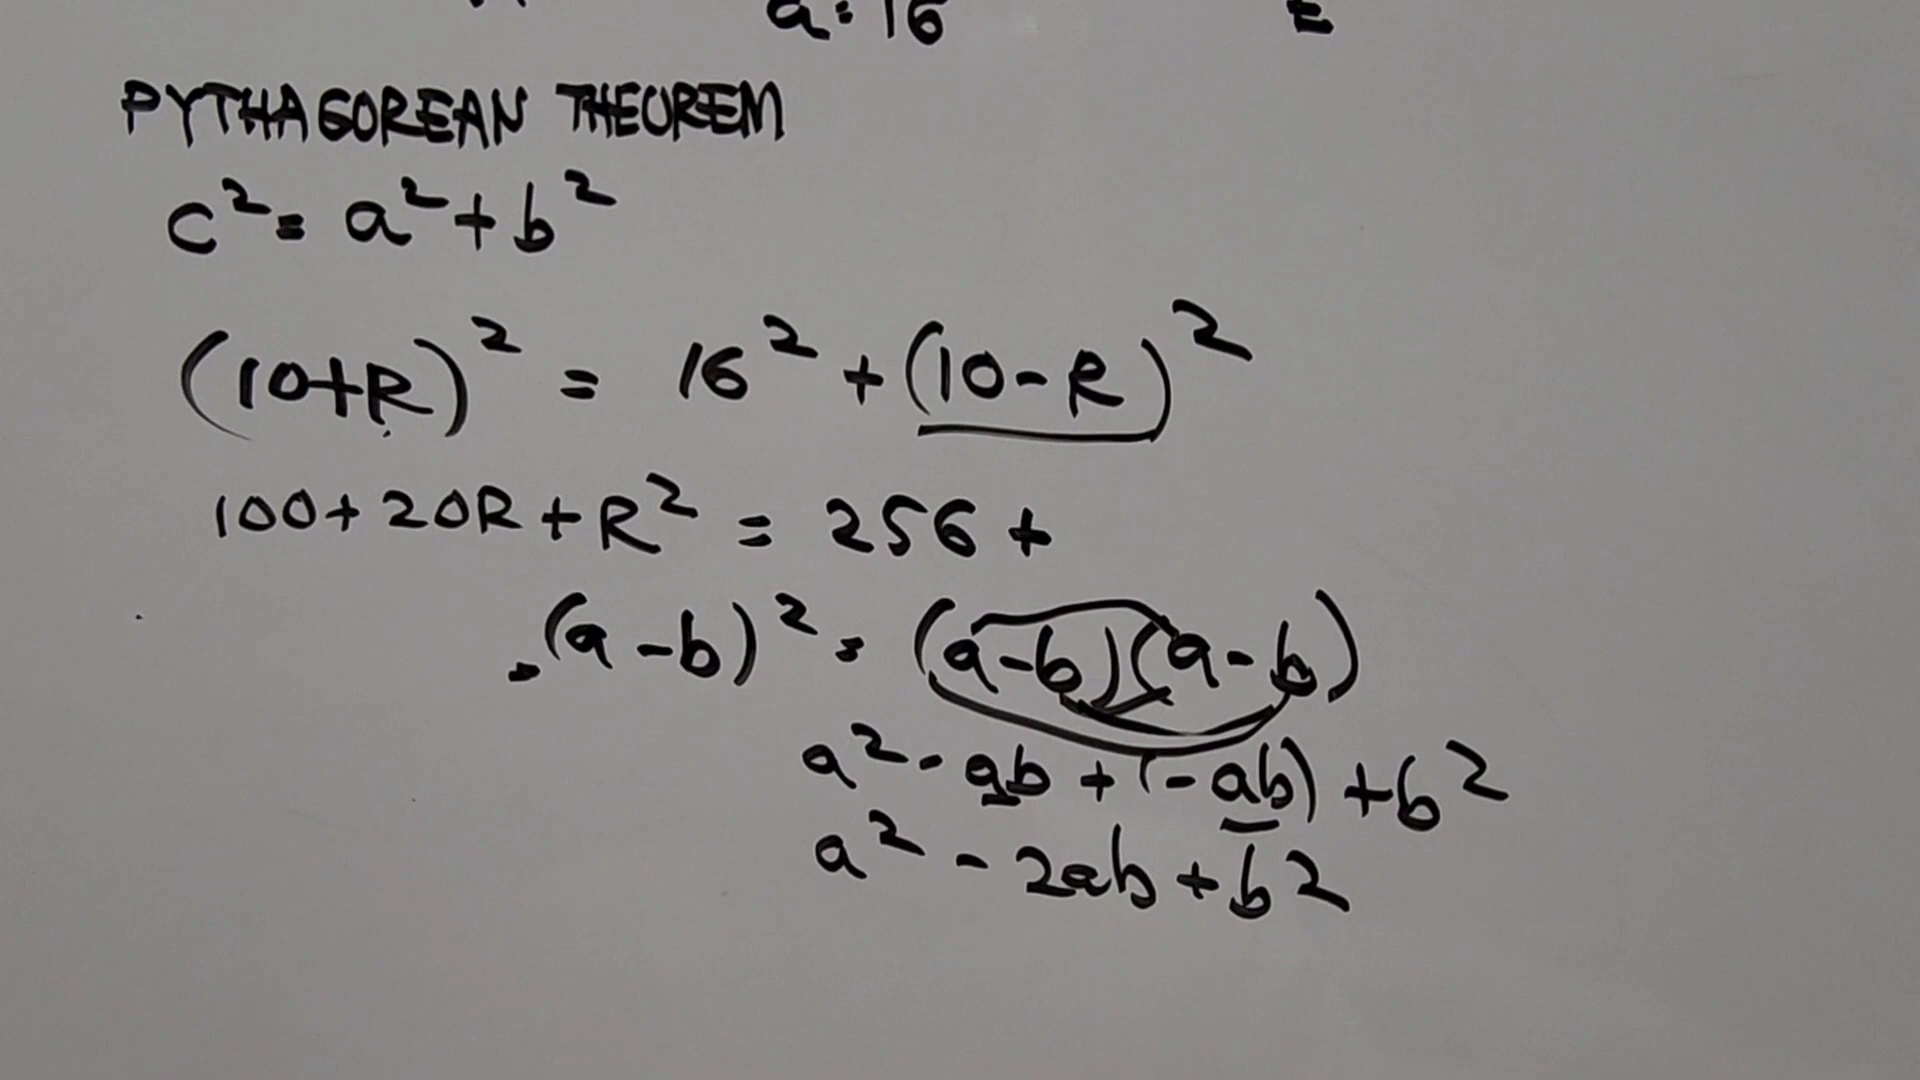 a: 16 =
PYTHAGOREAN THEOREM
c² = a² + b²
(10+R)² = 16² + (10-R)²
100 + 20R + R² = 256 +
(a-b)² = (a-b)(a-b)
a² - ab + (-ab) + b²
a² - 2ab + b²